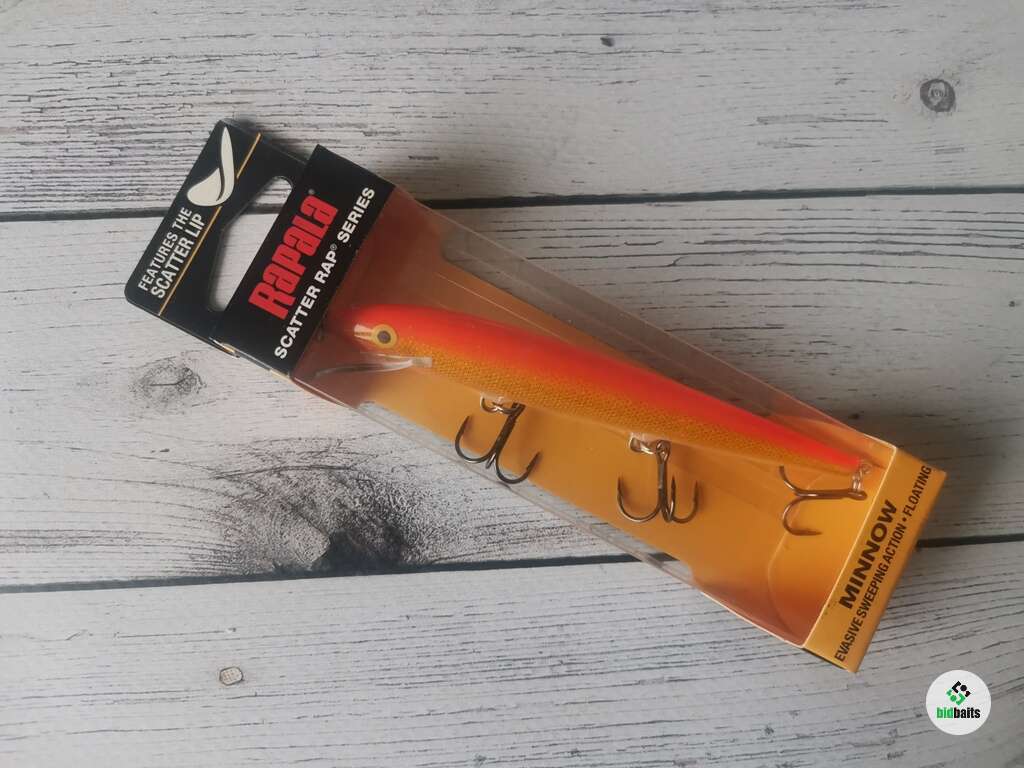 FEATURES THE
SCATTER LIP
Rapala®
SCATTER RAP® SERIES
MINNOW
EVASIVE SWEEPING ACTION • FLOATING
bidbaits